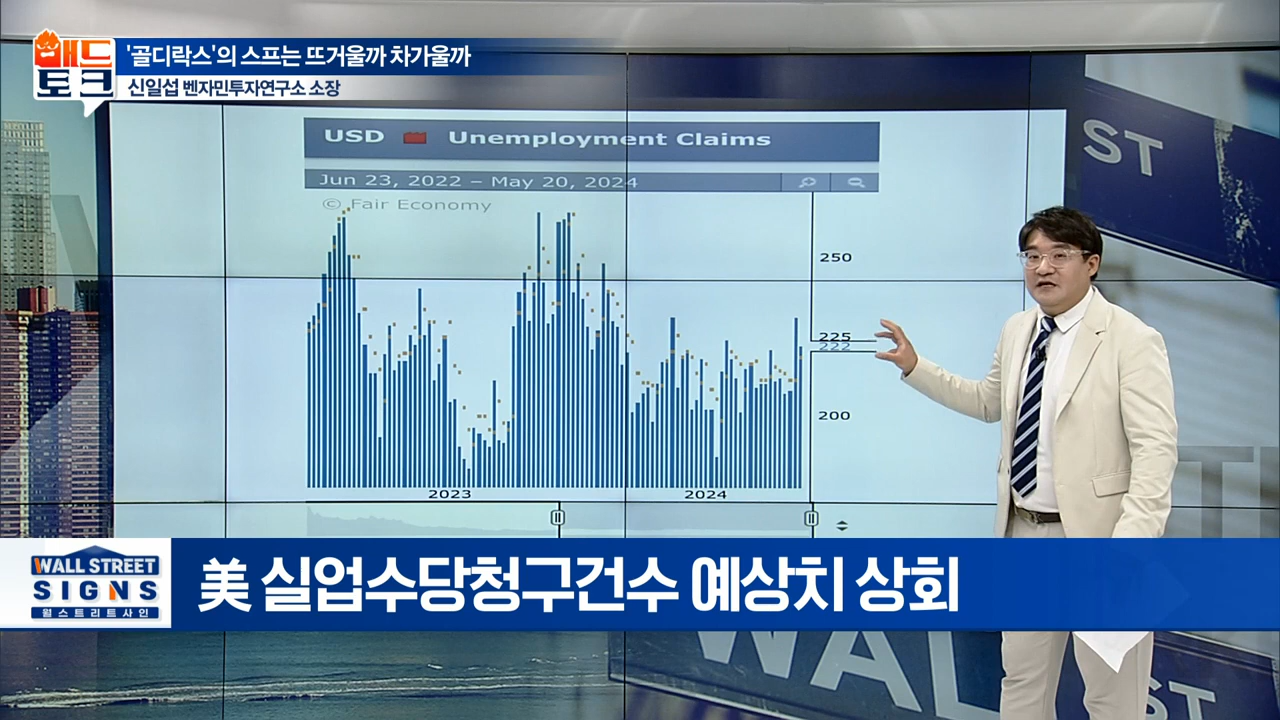 매드
토크
'골디락스'의 스프는 뜨거울까 차가울까
신일섭 벤자민투자연구소 소장
USD Unemployment Claims
Jun 23, 2022 – May 20, 2024
© Fair Economy
250
225
222
200
2023
2024
ST
WALL STREET
SIGNS
월스트리트사인
美 실업수당청구건수 예상치 상회
WALL
ST